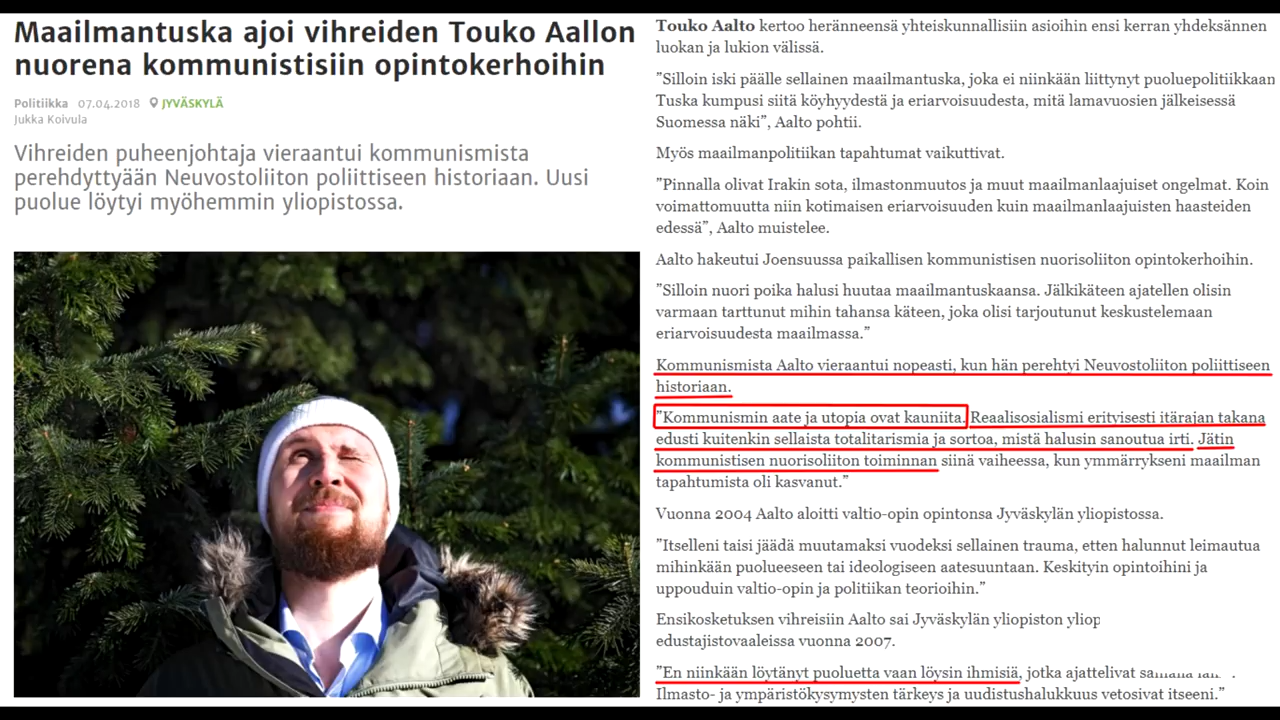 Maailmantuska ajoi vihreiden Touko Aallon
nuorena kommunistisiin opintokerhoihin
Politiikka 07.04.2018 JYVÄSKYLÄ
Jukka Koivula
Vihreiden puheenjohtaja vieraantui kommunismista
perehdyttyään Neuvostoliiton poliittiseen historiaan. Uusi
puolue löytyi myöhemmin yliopistossa.
Touko Aalto kertoo heränneensä yhteiskunnallisiin asioihin ensi kerran yhdeksännen
luokan ja lukion välissä.
"Silloin iski päälle sellainen maailmantuska, joka ei niinkään liittynyt puoluepolitiikkaan
Tuska kumpusi siitä köyhyydestä ja eriarvoisuudesta, mitä lamavuosien jälkeisessä
Suomessa näki", Aalto pohtii.
Myös maailmanpolitiikan tapahtumat vaikuttivat.
"Pinnalla olivat Irakin sota, ilmastonmuutos ja muut maailmanlaajuiset ongelmat. Koin
voimattomuutta niin kotimaisen eriarvoisuuden kuin maailmanlaajuisten haasteiden
edessä", Aalto muistelee.
Aalto hakeutui Joensuussa paikallisen kommunistisen nuorisoliiton opintokerhoihin.
"Silloin nuori poika halusi huutaa maailmantuskaansa. Jälkikäteen ajatellen olisin
varmaan tarttunut mihin tahansa käteen, joka olisi tarjoutunut keskustelemaan
eriarvoisuudesta maailmassa."
Kommunismista Aalto vieraantui nopeasti, kun hän perehtyi Neuvostoliiton poliittiseen
historiaan.
"Kommunismin aate ja utopia ovat kauniita. Reaalisosialismi erityisesti itärajan takana
edusti kuitenkin sellaista totalitarismia ja sortoa, mistä halusin sanoutua irti. Jätin
kommunistisen nuorisoliiton toiminnan siinä vaiheessa, kun ymmärrykseni maailman
tapahtumista oli kasvanut."
Vuonna 2004 Aalto aloitti valtio-opin opintonsa Jyväskylän yliopistossa.
"Itselleni taisi jäädä muutamaksi vuodeksi sellainen trauma, etten halunnut leimautua
mihinkään puolueeseen tai ideologiseen aatesuuntaan. Keskityin opintoihini ja
uppouduin valtio-opin ja politiikan teorioihin."
Ensikosketuksen vihreisiin Aalto sai Jyväskylän yliopiston yliop
edustajistovaaleissa vuonna 2007.
"En niinkään löytänyt puoluetta vaan löysin ihmisiä, jotka ajattelivat
Ilmasto- ja ympäristökysymysten tärkeys ja uudistushalukkuus vetosivat itseeni."